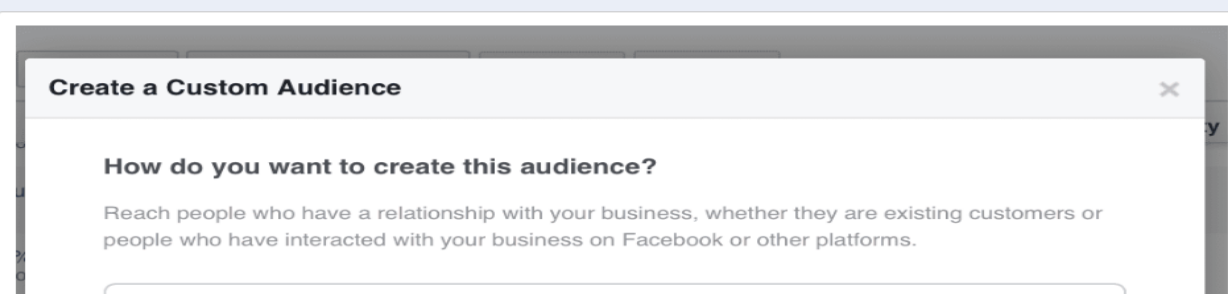 Create a Custom Audience
How do you want to create this audience?
Reach people who have a relationship with your business, whether they are existing customers or
people who have interacted with your business on Facebook or other platforms.